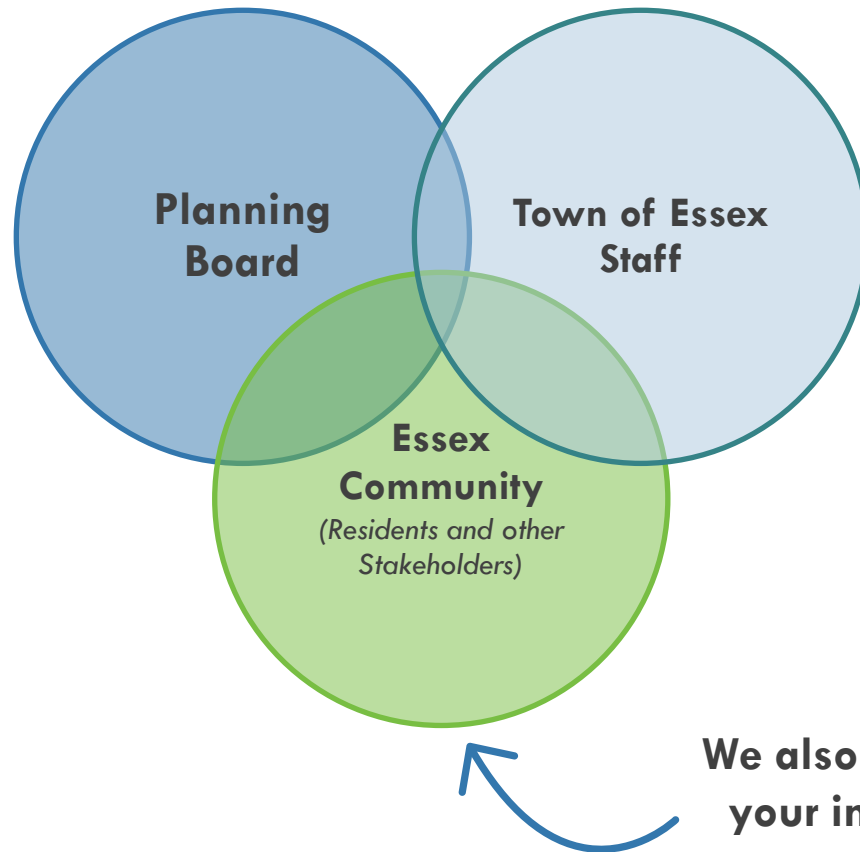 Planning
Board
Town of Essex
Staff
Essex
Community
(Residents and other
Stakeholders)
We also
your in